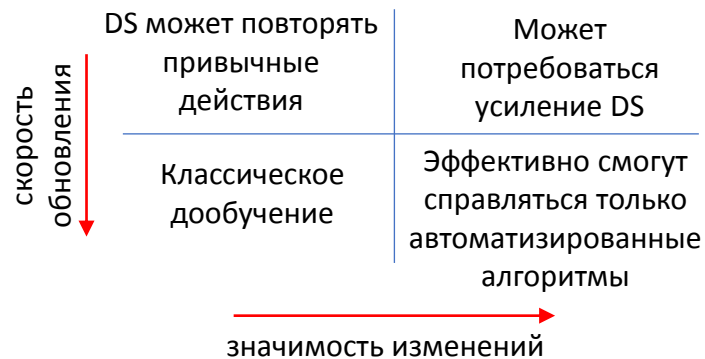 DS может повторять
привычные
действия
Может
потребоваться
усиление DS
скорость
обновления
Классическое
дообучение
Эффективно смогут
справляться только
автоматизированные
алгоритмы
значимость изменений